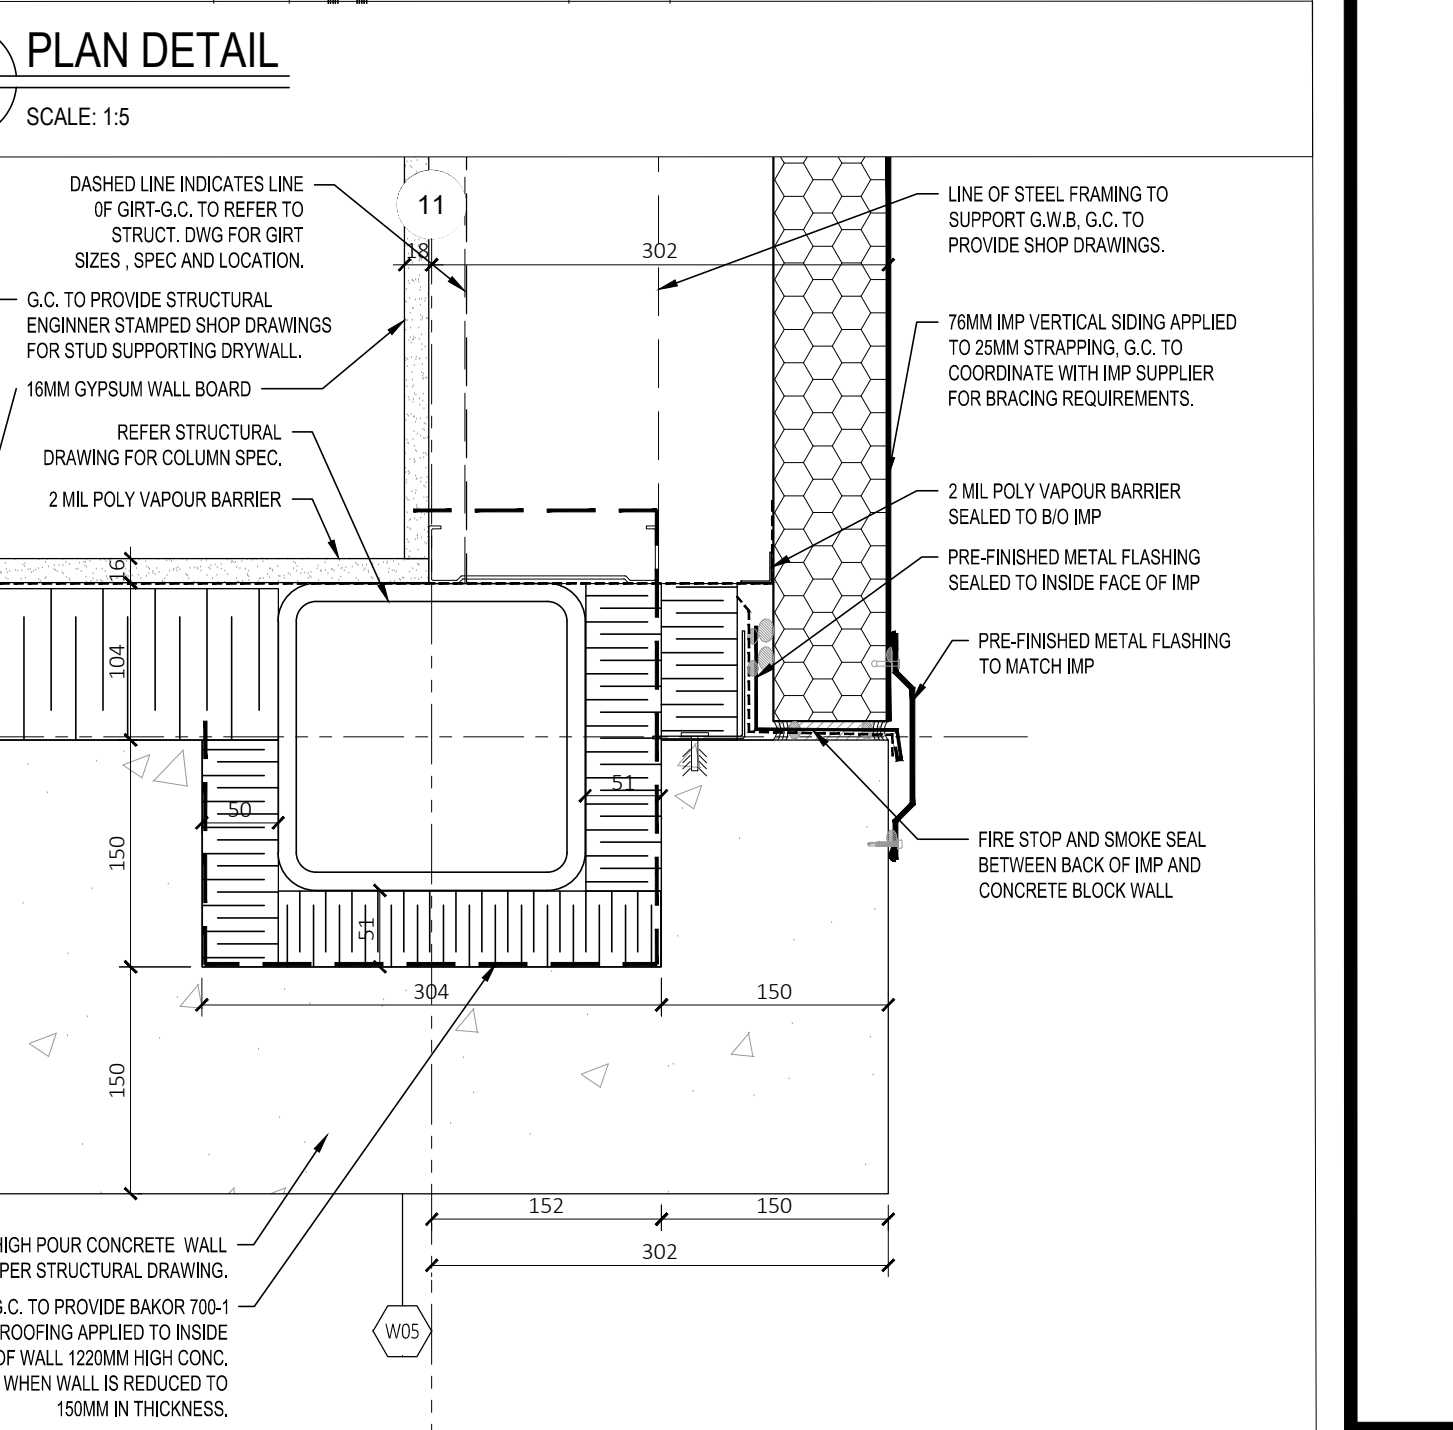 PLAN DETAIL
SCALE: 1:5
DASHED LINE INDICATES LINE
0F GIRT-G.C. TO REFER TO
STRUCT. DWG FOR GIRT
SIZES , SPEC AND LOCATION.
G.C. TO PROVIDE STRUCTURAL
ENGINNER STAMPED SHOP DRAWINGS
FOR STUD SUPPORTING DRYWALL.
16MM GYPSUM WALL BOARD
REFER STRUCTURAL
DRAWING FOR COLUMN SPEC.
2 MIL POLY VAPOUR BARRIER
11
18
302
LINE OF STEEL FRAMING TO
SUPPORT G.W.B, G.C. TO
PROVIDE SHOP DRAWINGS.
76MM IMP VERTICAL SIDING APPLIED
TO 25MM STRAPPING, G.C. TO
COORDINATE WITH IMP SUPPLIER
FOR BRACING REQUIREMENTS.
2 MIL POLY VAPOUR BARRIER
SEALED TO B/O IMP
PRE-FINISHED METAL FLASHING
SEALED TO INSIDE FACE OF IMP
PRE-FINISHED METAL FLASHING
TO MATCH IMP
FIRE STOP AND SMOKE SEAL
BETWEEN BACK OF IMP AND
CONCRETE BLOCK WALL
16
104
150
150
50
51
51
304
150
152
150
302
W05
HIGH POUR CONCRETE WALL
PER STRUCTURAL DRAWING.
G.C. TO PROVIDE BAKOR 700-1
ROOFING APPLIED TO INSIDE
OF WALL 1220MM HIGH CONC.
WHEN WALL IS REDUCED TO
150MM IN THICKNESS.